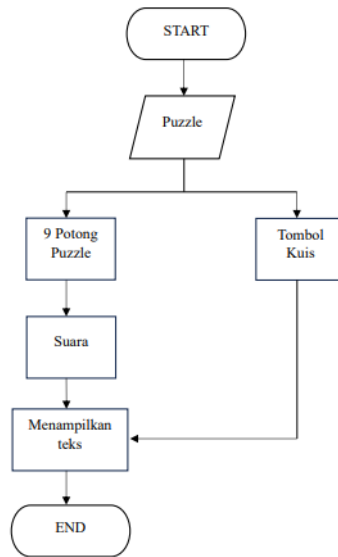 START
Puzzle
9 Potong
Puzzle
Tombol
Kuis
Suara
Menampilkan
teks
END